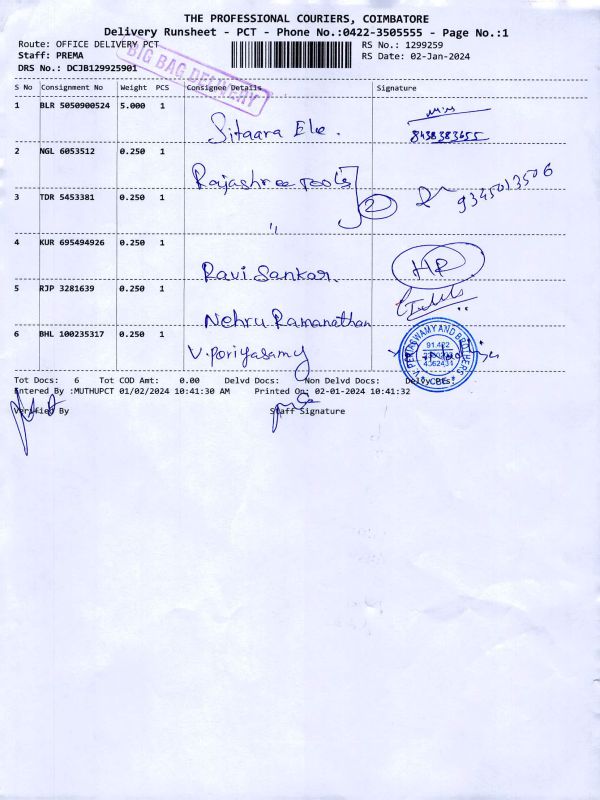 THE PROFESSIONAL COURIERS, COIMBATORE
Delivery Runsheet - PCT - Phone No.:0422-3505555 - Page No.:1
Route: OFFICE DELIVERY PCT RS No.: 1299259
Staff: PREMA RS Date: 02-Jan-2024
DRS No.: DCJB129925901
BIG BAG DELIVERY
S No Consignment No Weight PCS Consignee Details Signature
1 BLR 5050900524 5.000 1 Sitaara Ele. 8438383655
2 NGL 6053512 0.250 1 Rajashree tools
3 TDR 5453381 0.250 1 " 2 9345013506
4 KUR 695494926 0.250 1 Ravi Sankar. HR
5 RJP 3281639 0.250 1 Nehru Ramanathan
6 BHL 100235317 0.250 1 V. Poriyasamy
V. PERIASWAMY AND BROTHERS
Tot Docs: 6 Tot COD Amt: 0.00 Delvd Docs: Non Delvd Docs:
Entered By :MUTHUPCT 01/02/2024 10:41:30 AM Printed On: 02-01-2024 10:41:32
Verified By Staff Signature